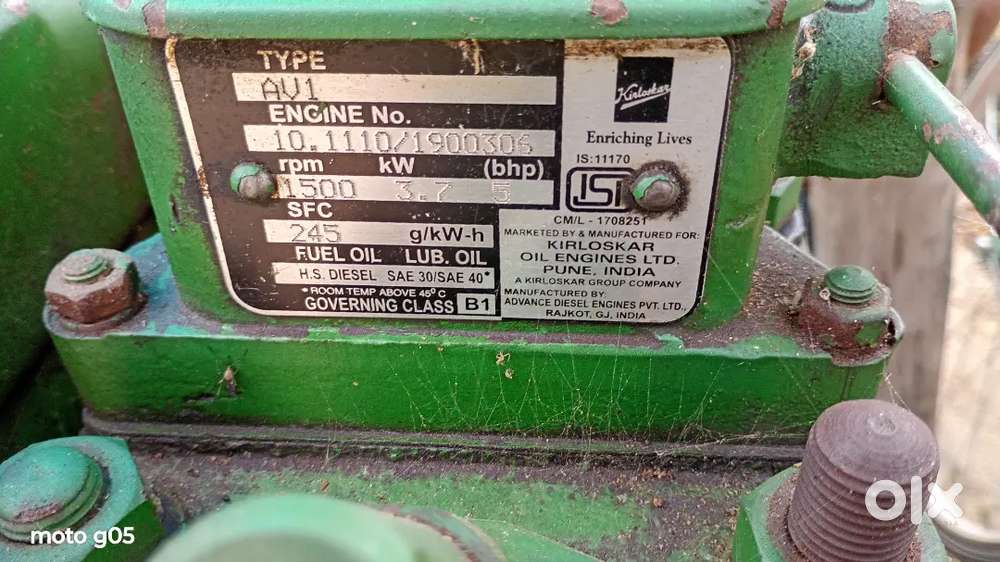 TYPE
AV1
ENGINE No.
10.1110/1900306
rpm kW (bhp)
1500 3.7 5
SFC
245 g/kW-h
FUEL OIL LUB. OIL
H.S. DIESEL SAE 30/SAE 40*
*ROOM TEMP ABOVE 45°C
GOVERNING CLASS B1
Kirloskar
Enriching Lives
IS:11170
ISI
CM/L - 1708251
MARKETED BY & MANUFACTURED FOR:
KIRLOSKAR
OIL ENGINES LTD.
PUNE, INDIA
A KIRLOSKAR GROUP COMPANY
MANUFACTURED BY:
ADVANCE DIESEL ENGINES PVT. LTD.,
RAJKOT, GJ, INDIA
moto g05
olx